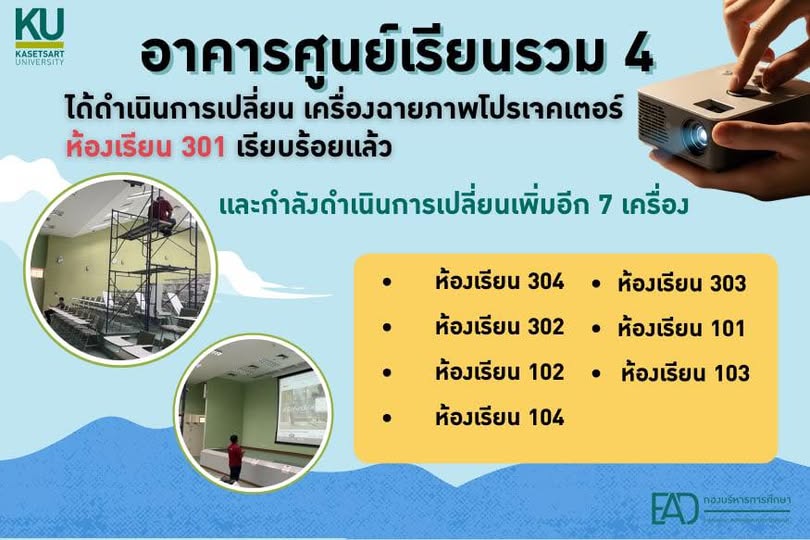 KU
KASETSART
UNIVERSITY
อาคารศูนย์เรียนรวม 4
ได้ดำเนินการเปลี่ยน เครื่องฉายภาพโปรเจคเตอร์
ห้องเรียน 301 เรียบร้อยแล้ว
และกำลังดำเนินการเปลี่ยนเพิ่มอีก 7 เครื่อง
• ห้องเรียน 304
• ห้องเรียน 302
• ห้องเรียน 102
• ห้องเรียน 104
• ห้องเรียน 303
• ห้องเรียน 101
• ห้องเรียน 103
EAD กองบริหารการศึกษา